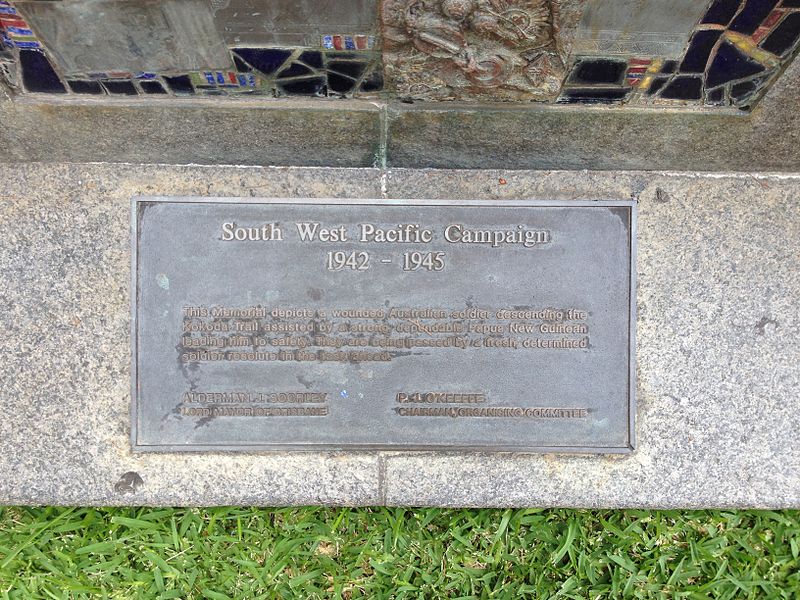 South West Pacific Campaign
1942 - 1945
This Memorial depicts a wounded Australian soldier descending the
Kokoda Trail assisted by a strong, dependable Papua New Guinean
leading him to safety. They are being passed by a fresh, determined
soldier resolute in the task ahead.
ALDERMAN J. SOORLEY
LORD MAYOR OF BRISBANE
P. J. O'KEEFFE
CHAIRMAN, ORGANISING COMMITTEE